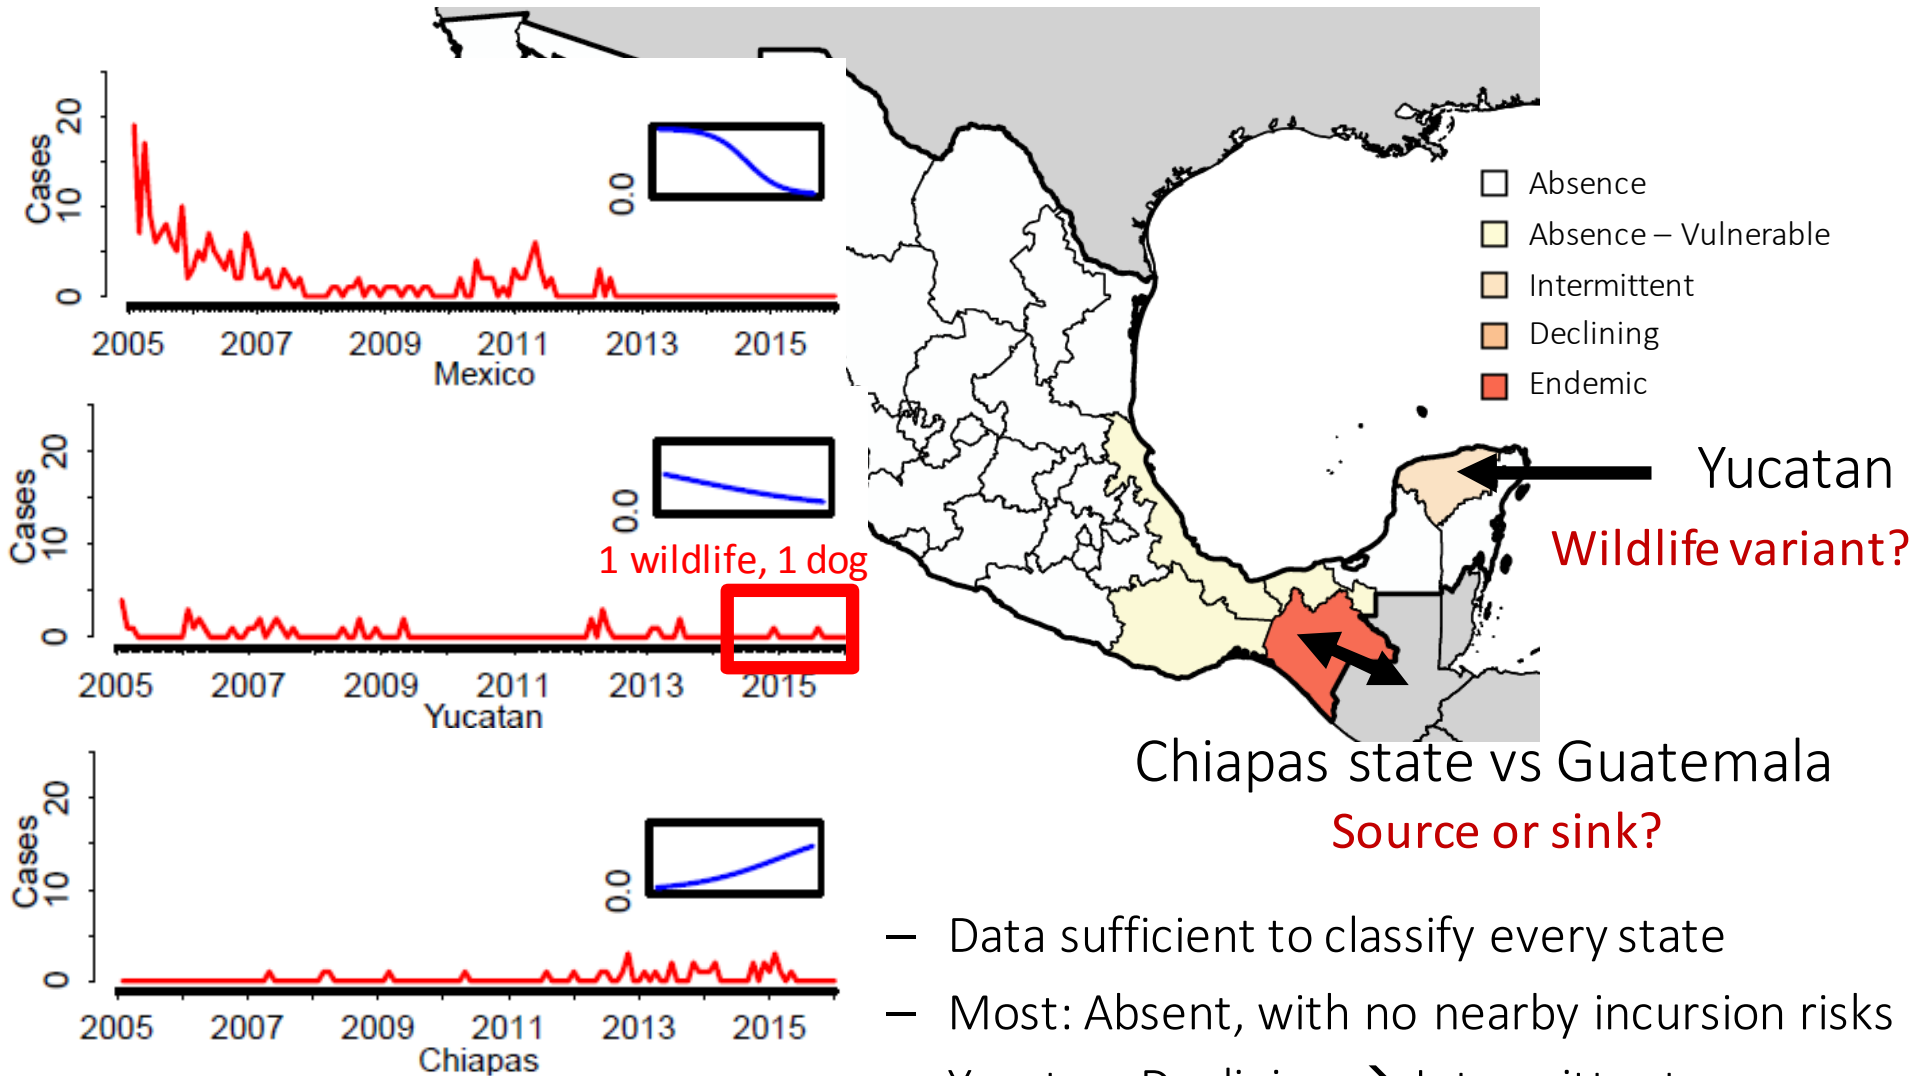 Cases
0 10 20
0.0
2005 2007 2009 2011 2013 2015
Mexico
Cases
0 10 20
0.0
1 wildlife, 1 dog
2005 2007 2009 2011 2013 2015
Yucatan
Cases
0 10 20
0.0
2005 2007 2009 2011 2013 2015
Chiapas
Absence
Absence – Vulnerable
Intermittent
Declining
Endemic
Yucatan
Wildlife variant?
Chiapas state vs Guatemala
Source or sink?
– Data sufficient to classify every state
– Most: Absent, with no nearby incursion risks